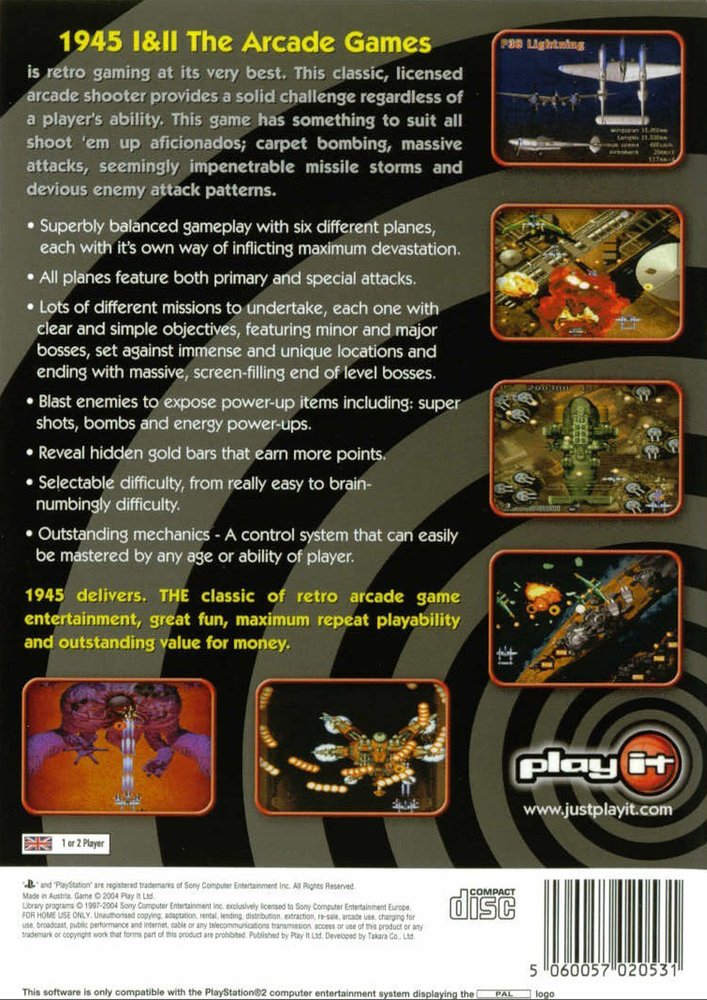 1945 I&II The Arcade Games
is retro gaming at its very best. This classic, licensed
arcade shooter provides a solid challenge regardless of
a player's ability. This game has something to suit all
shoot 'em up aficionados; carpet bombing, massive
attacks, seemingly impenetrable missile storms and
devious enemy attack patterns.
• Superbly balanced gameplay with six different planes,
each with it's own way of inflicting maximum devastation.
• All planes feature both primary and special attacks.
• Lots of different missions to undertake, each one with
clear and simple objectives, featuring minor and major
bosses, set against immense and unique locations and
ending with massive, screen-filling end of level bosses.
• Blast enemies to expose power-up items including: super
shots, bombs and energy power-ups.
• Reveal hidden gold bars that earn more points.
• Selectable difficulty, from really easy to brain-
numbingly difficulty.
• Outstanding mechanics - A control system that can easily
be mastered by any age or ability of player.
1945 delivers. THE classic of retro arcade game
entertainment, great fun, maximum repeat playability
and outstanding value for money.
P38 Lightning
play it
www.justplayit.com
1 or 2 Player
" and "PlayStation" are registered trademarks of Sony Computer Entertainment Inc. All Rights Reserved.
Made in Austria. Game © 2004 Play It Ltd.
Library programs © 1997-2004 Sony Computer Entertainment Inc. exclusively licensed to Sony Computer Entertainment Europe.
FOR HOME USE ONLY. Unauthorised copying, adaptation, rental, lending, distribution, extraction, re-sale, arcade use, charging for
use, broadcast, public performance and internet, cable or any telecommunications transmission, access or use of this product or any
trademark or copyright work that forms part of this product are prohibited. Published by Play It Ltd. Developed by Takara Co., Ltd.
COMPACT
disc
5 060057 020531
This software is only compatible with the PlayStation®2 computer entertainment system displaying the PAL logo